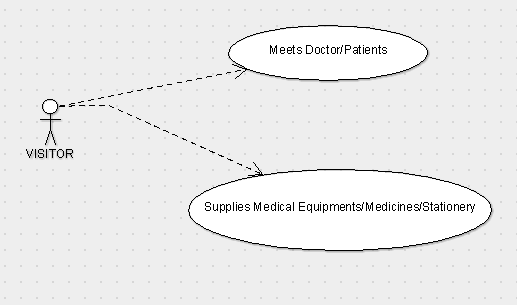 Meets Doctor/Patients
VISITOR
Supplies Medical Equipments/Medicines/Stationery